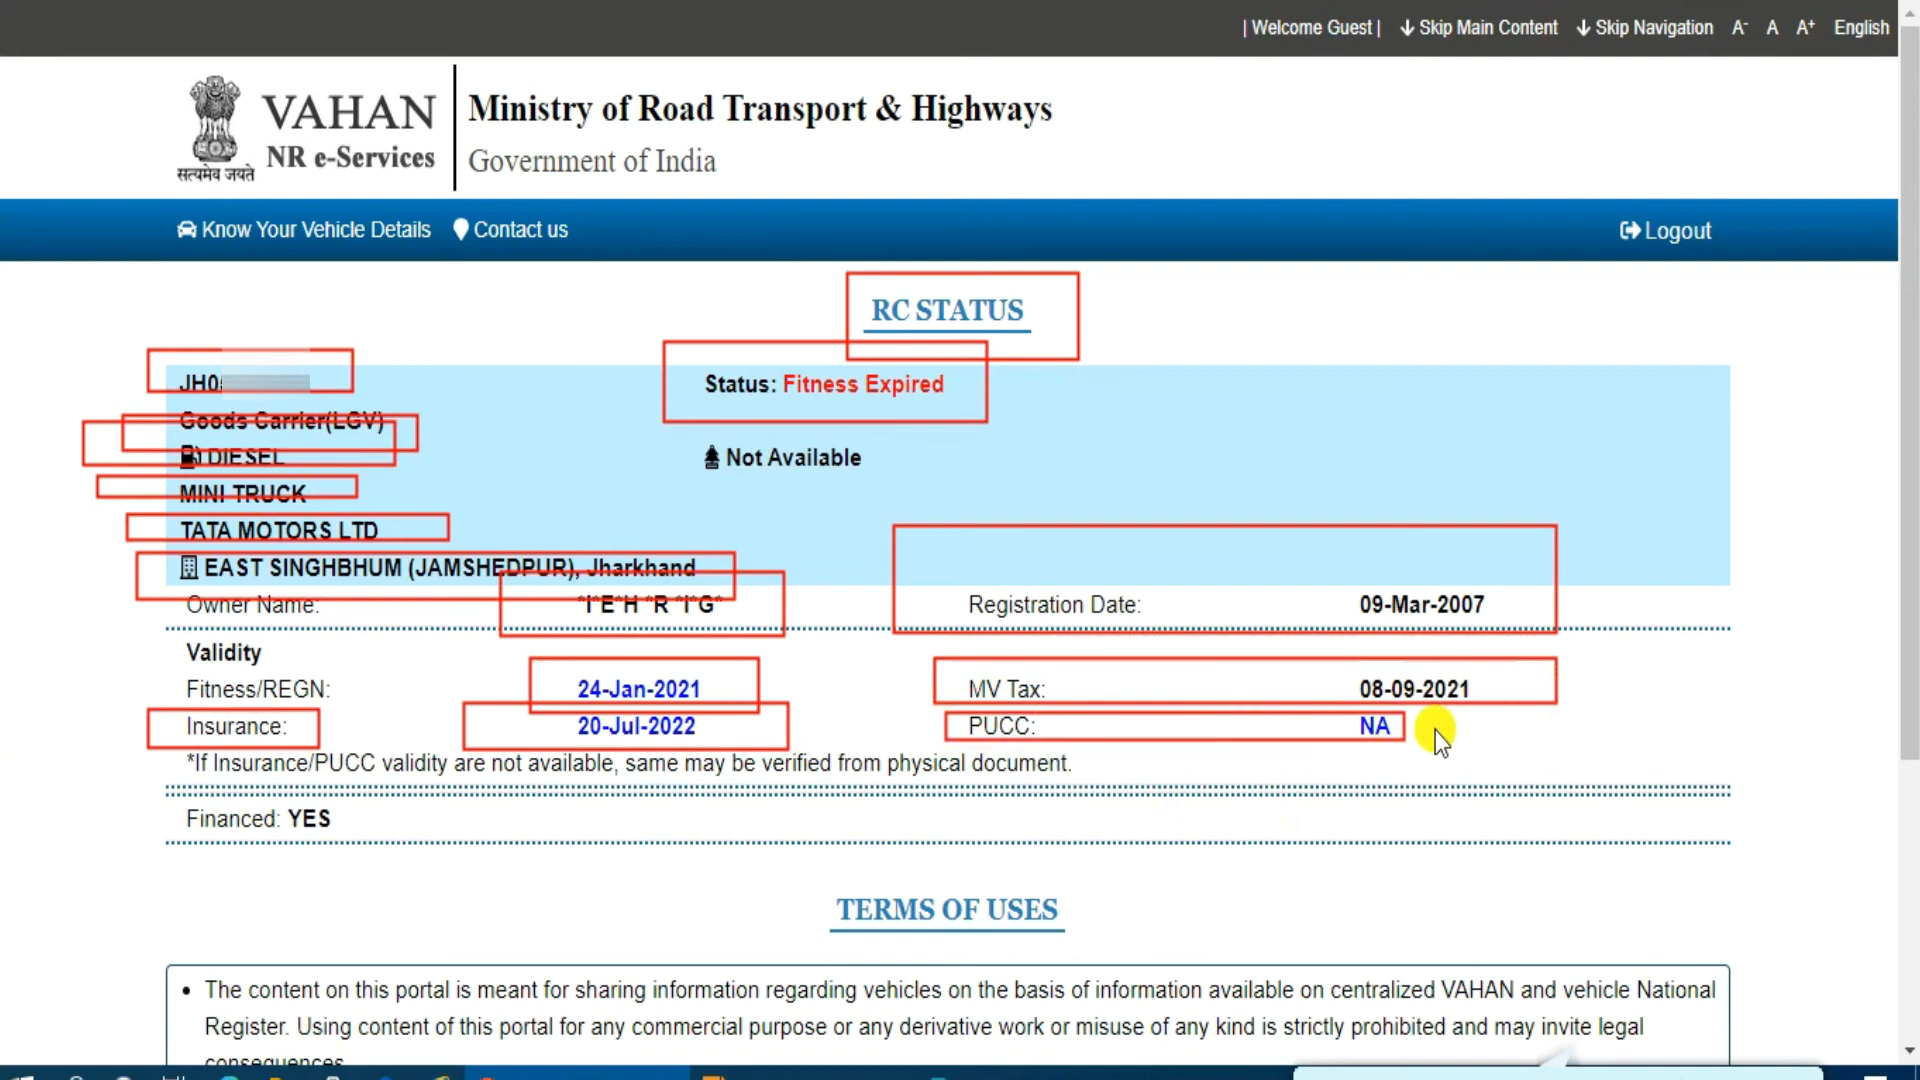 | Welcome Guest | Skip Main Content Skip Navigation A- A A+ English
VAHAN
NR e-Services
सत्यमेव जयते
Ministry of Road Transport & Highways
Government of India
Know Your Vehicle Details Contact us Logout
RC STATUS
JH05 Status: Fitness Expired
Goods Carrier(LGV)
DIESEL Not Available
MINI TRUCK
TATA MOTORS LTD
EAST SINGHBHUM (JAMSHEDPUR), Jharkhand
Owner Name: *I*E*H *R *I*G* Registration Date: 09-Mar-2007
Validity
Fitness/REGN: 24-Jan-2021 MV Tax: 08-09-2021
Insurance: 20-Jul-2022 PUCC: NA
*If Insurance/PUCC validity are not available, same may be verified from physical document.
Financed: YES
TERMS OF USES
• The content on this portal is meant for sharing information regarding vehicles on the basis of information available on centralized VAHAN and vehicle National
Register. Using content of this portal for any commercial purpose or any derivative work or misuse of any kind is strictly prohibited and may invite legal
consequences.